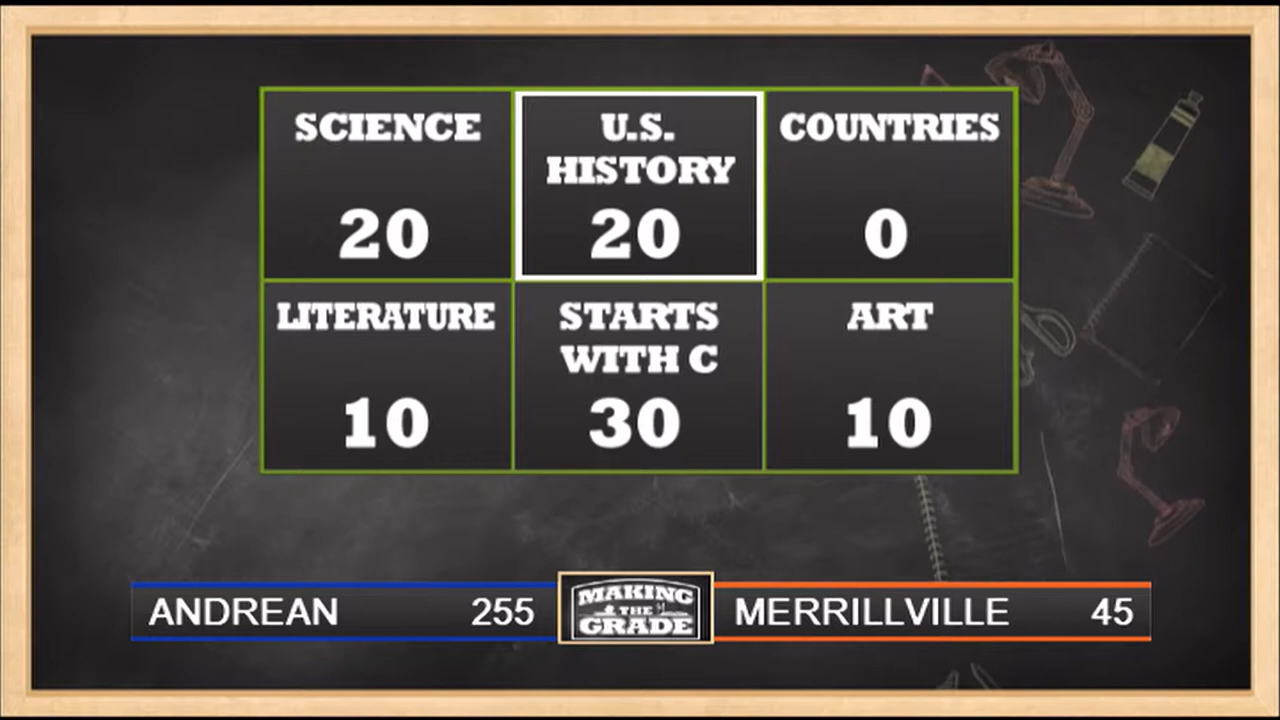 SCIENCE
U.S.
HISTORY
COUNTRIES
20
20
0
LITERATURE
STARTS
WITH C
ART
10
30
10
ANDREAN
255
MAKING
THE
GRADE
MERRILLVILLE
45